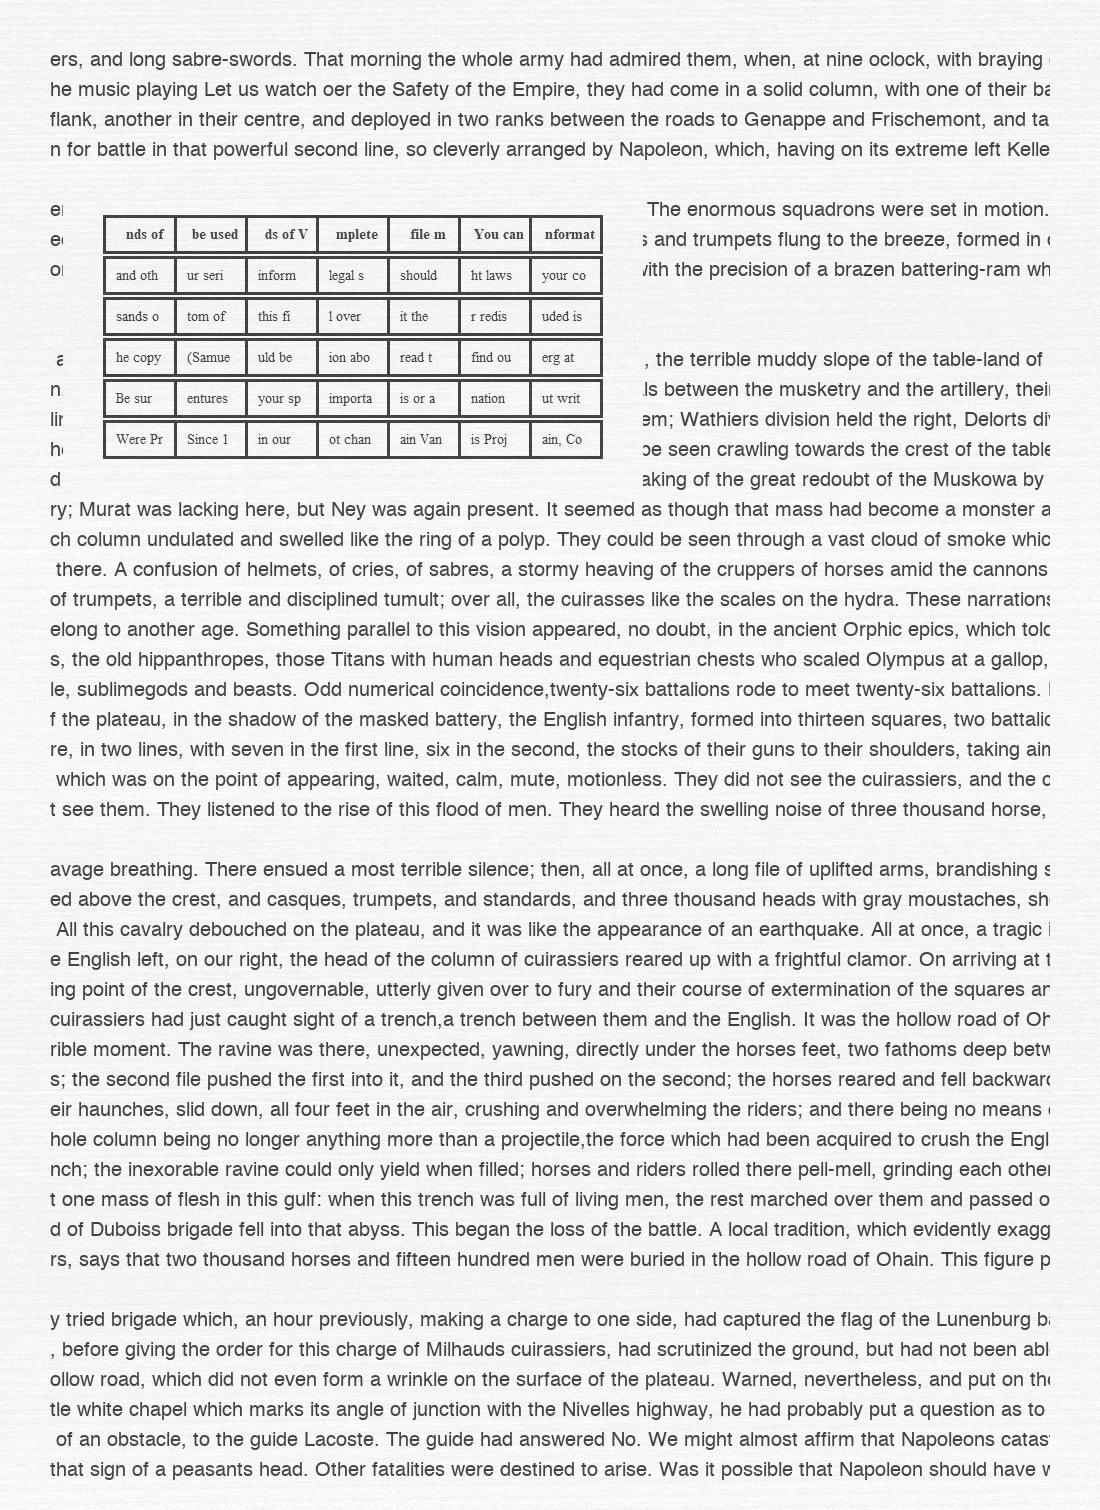 ers, and long sabre-swords. That morning the whole army had admired them, when, at nine oclock, with braying
he music playing Let us watch oer the Safety of the Empire, they had come in a solid column, with one of their ba
flank, another in their centre, and deployed in two ranks between the roads to Genappe and Frischemont, and ta
n for battle in that powerful second line, so cleverly arranged by Napoleon, which, having on its extreme left Kelle
The enormous squadrons were set in motion.
and trumpets flung to the breeze, formed in
with the precision of a brazen battering-ram wh
nds of be used ds of V mplete file m You can nformat
and oth ur seri inform legal s should ht laws your co
sands o tom of this fi l over it the r redis uded is
he copy (Samue uld be ion abo read t find ou erg at
Be sur entures your sp importa is or a nation ut writ
Were Pr Since 1 in our ot chan ain Van is Proj ain, Co
, the terrible muddy slope of the table-land of
ls between the musketry and the artillery, their
em; Wathiers division held the right, Delorts div
be seen crawling towards the crest of the table
aking of the great redoubt of the Muskowa by
ry; Murat was lacking here, but Ney was again present. It seemed as though that mass had become a monster a
ch column undulated and swelled like the ring of a polyp. They could be seen through a vast cloud of smoke whic
there. A confusion of helmets, of cries, of sabres, a stormy heaving of the cruppers of horses amid the cannons
of trumpets, a terrible and disciplined tumult; over all, the cuirasses like the scales on the hydra. These narrations
elong to another age. Something parallel to this vision appeared, no doubt, in the ancient Orphic epics, which told
s, the old hippanthropes, those Titans with human heads and equestrian chests who scaled Olympus at a gallop,
le, sublimegods and beasts. Odd numerical coincidence,twenty-six battalions rode to meet twenty-six battalions.
f the plateau, in the shadow of the masked battery, the English infantry, formed into thirteen squares, two battalio
re, in two lines, with seven in the first line, six in the second, the stocks of their guns to their shoulders, taking aim
which was on the point of appearing, waited, calm, mute, motionless. They did not see the cuirassiers, and the c
t see them. They listened to the rise of this flood of men. They heard the swelling noise of three thousand horse,
avage breathing. There ensued a most terrible silence; then, all at once, a long file of uplifted arms, brandishing s
ed above the crest, and casques, trumpets, and standards, and three thousand heads with gray moustaches, sh
All this cavalry debouched on the plateau, and it was like the appearance of an earthquake. All at once, a tragic i
e English left, on our right, the head of the column of cuirassiers reared up with a frightful clamor. On arriving at t
ing point of the crest, ungovernable, utterly given over to fury and their course of extermination of the squares an
cuirassiers had just caught sight of a trench,a trench between them and the English. It was the hollow road of Oh
rible moment. The ravine was there, unexpected, yawning, directly under the horses feet, two fathoms deep betw
s; the second file pushed the first into it, and the third pushed on the second; the horses reared and fell backward
eir haunches, slid down, all four feet in the air, crushing and overwhelming the riders; and there being no means
hole column being no longer anything more than a projectile,the force which had been acquired to crush the Engl
nch; the inexorable ravine could only yield when filled; horses and riders rolled there pell-mell, grinding each other
t one mass of flesh in this gulf: when this trench was full of living men, the rest marched over them and passed o
d of Duboiss brigade fell into that abyss. This began the loss of the battle. A local tradition, which evidently exagg
rs, says that two thousand horses and fifteen hundred men were buried in the hollow road of Ohain. This figure p
y tried brigade which, an hour previously, making a charge to one side, had captured the flag of the Lunenburg ba
, before giving the order for this charge of Milhauds cuirassiers, had scrutinized the ground, but had not been abl
ollow road, which did not even form a wrinkle on the surface of the plateau. Warned, nevertheless, and put on the
tle white chapel which marks its angle of junction with the Nivelles highway, he had probably put a question as to
of an obstacle, to the guide Lacoste. The guide had answered No. We might almost affirm that Napoleons catas
that sign of a peasants head. Other fatalities were destined to arise. Was it possible that Napoleon should have w